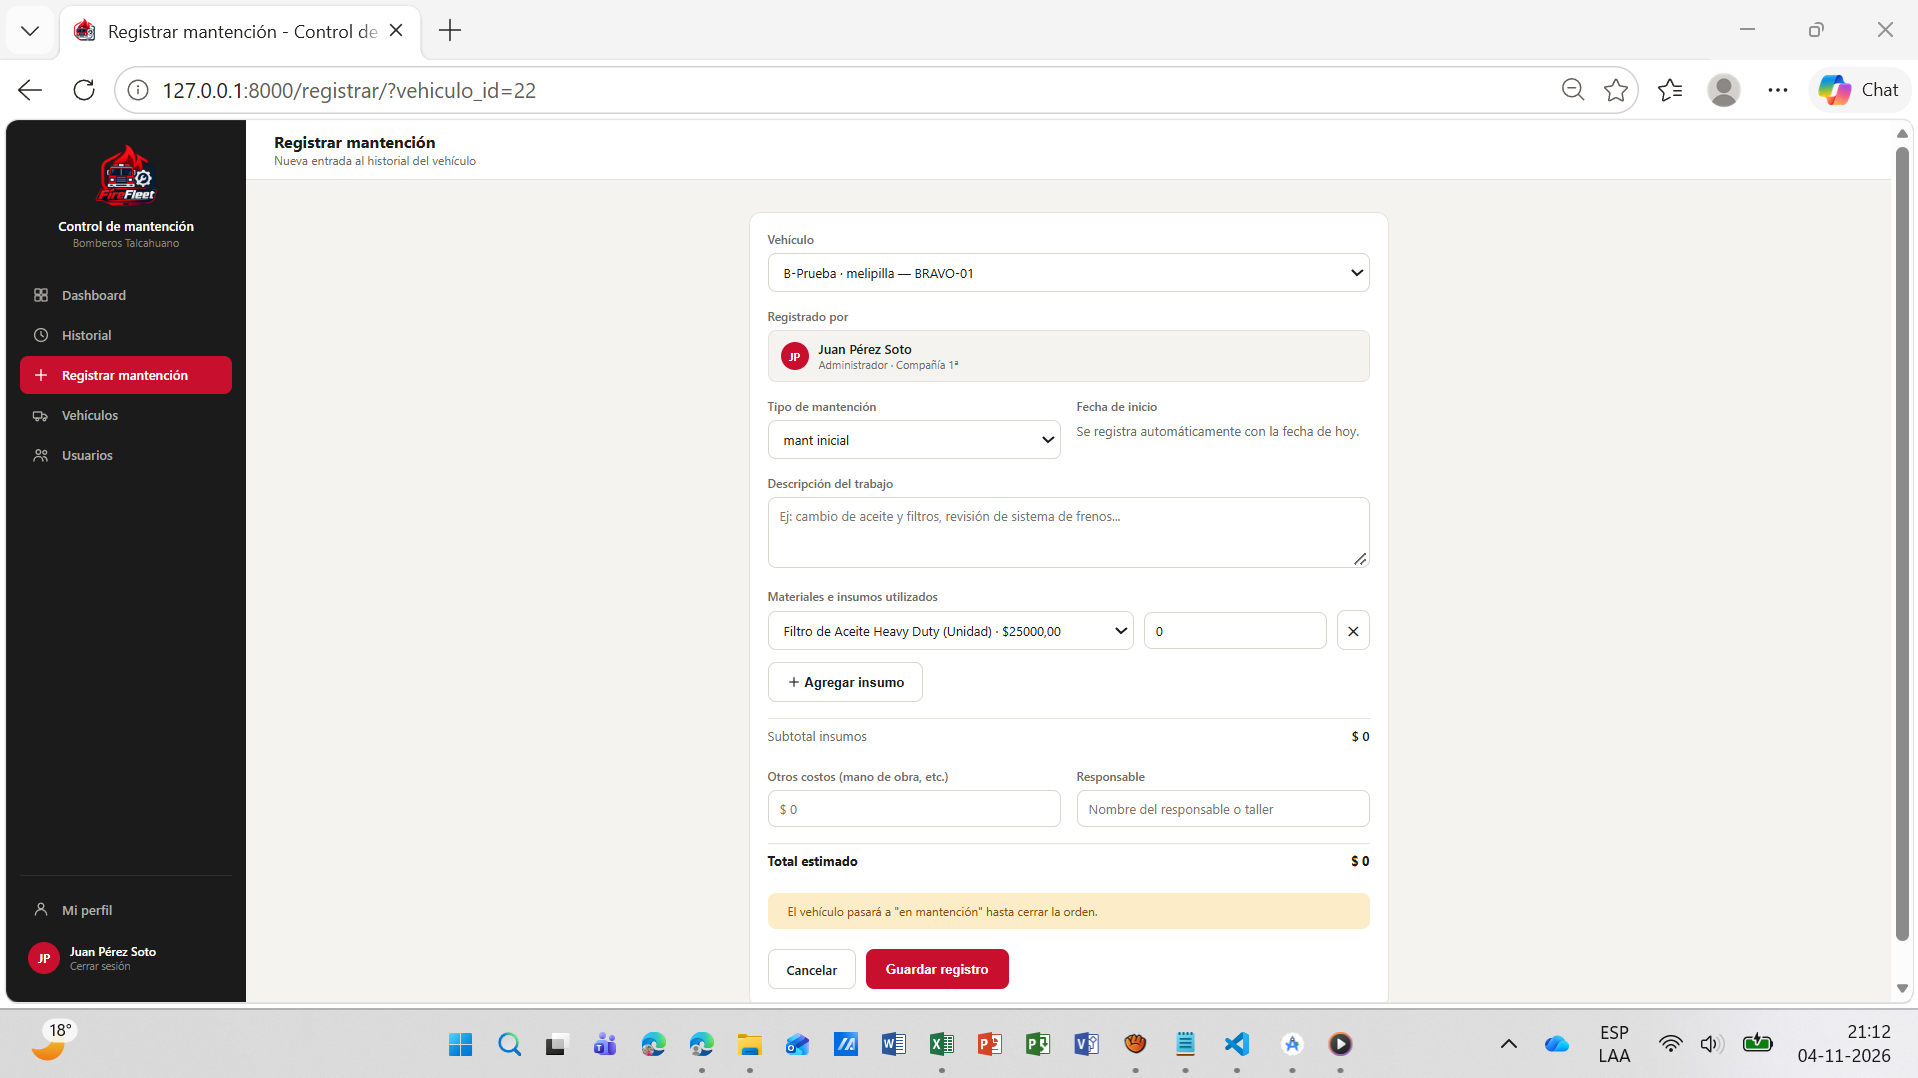 Registrar mantención - Control de
127.0.0.1:8000/registrar/?vehiculo_id=22
Chat
FireFleet
Control de mantención
Bomberos Talcahuano
Dashboard
Historial
Registrar mantención
Vehículos
Usuarios
Mi perfil
JP
Juan Pérez Soto
Cerrar sesión
Registrar mantención
Nueva entrada al historial del vehículo
Vehículo
B-Prueba · melipilla — BRAVO-01
Registrado por
JP
Juan Pérez Soto
Administrador · Compañía 1ª
Tipo de mantención
Fecha de inicio
mant inicial
Se registra automáticamente con la fecha de hoy.
Descripción del trabajo
Ej: cambio de aceite y filtros, revisión de sistema de frenos...
Materiales e insumos utilizados
Filtro de Aceite Heavy Duty (Unidad) · $25000,00
0
+ Agregar insumo
Subtotal insumos
$ 0
Otros costos (mano de obra, etc.)
Responsable
$ 0
Nombre del responsable o taller
Total estimado
$ 0
El vehículo pasará a "en mantención" hasta cerrar la orden.
Cancelar
Guardar registro
18°
ESP
LAA
21:12
04-11-2026